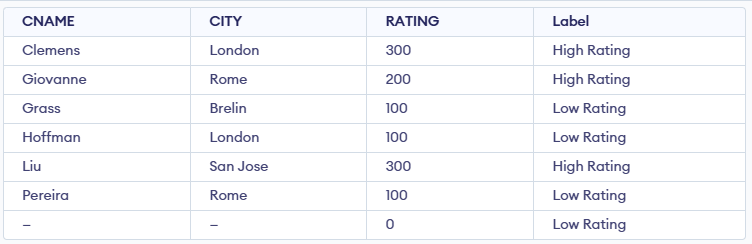 CNAME CITY RATING Label
Clemens London 300 High Rating
Giovanne Rome 200 High Rating
Grass Brelin 100 Low Rating
Hoffman London 100 Low Rating
Liu San Jose 300 High Rating
Pereira Rome 100 Low Rating
– – 0 Low Rating